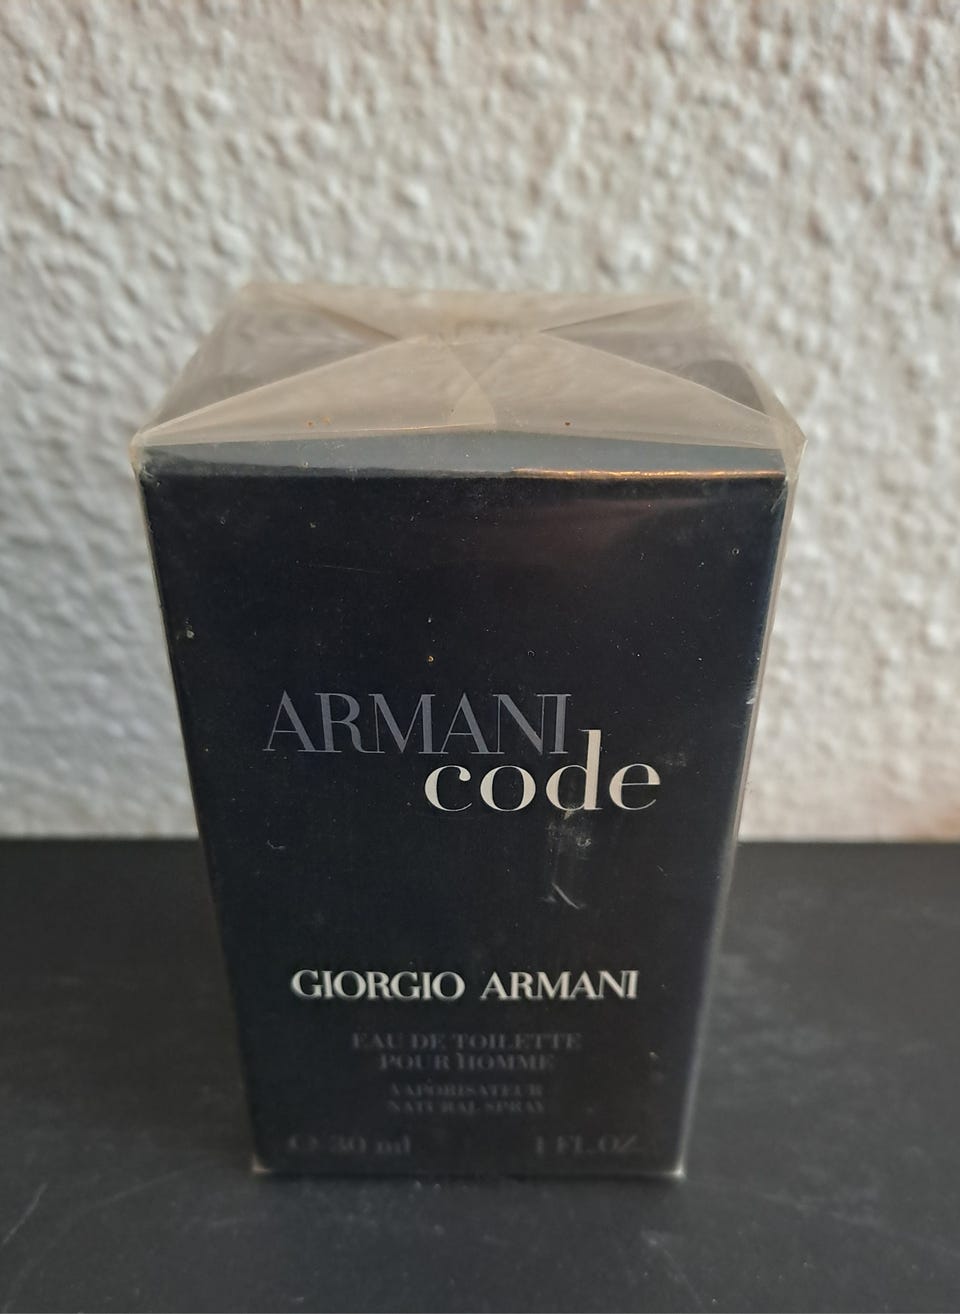 ARMANI
code
GIORGIO ARMANI
EAU DE TOILETTE
POUR HOMME
VAPORISATEUR
NATURAL SPRAY
℮ 30 ml 1 FL.OZ.